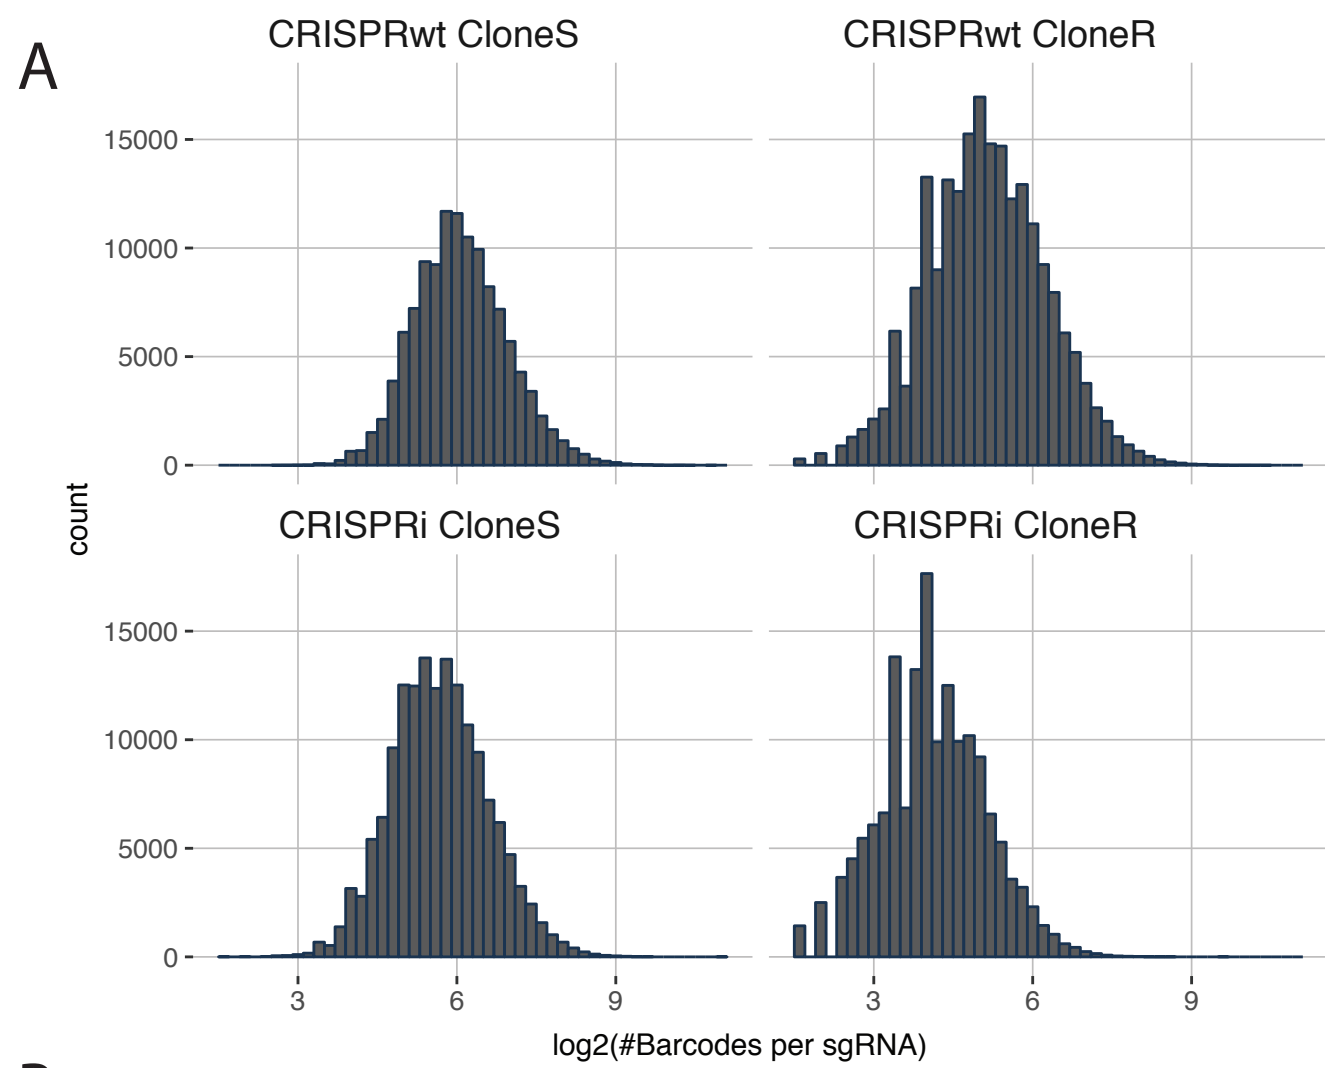 A
CRISPRwt CloneS
CRISPRwt CloneR
15000
10000
5000
0
count
CRISPRi CloneS
CRISPRi CloneR
15000
10000
5000
0
3 6 9
3 6 9
log2(#Barcodes per sgRNA)